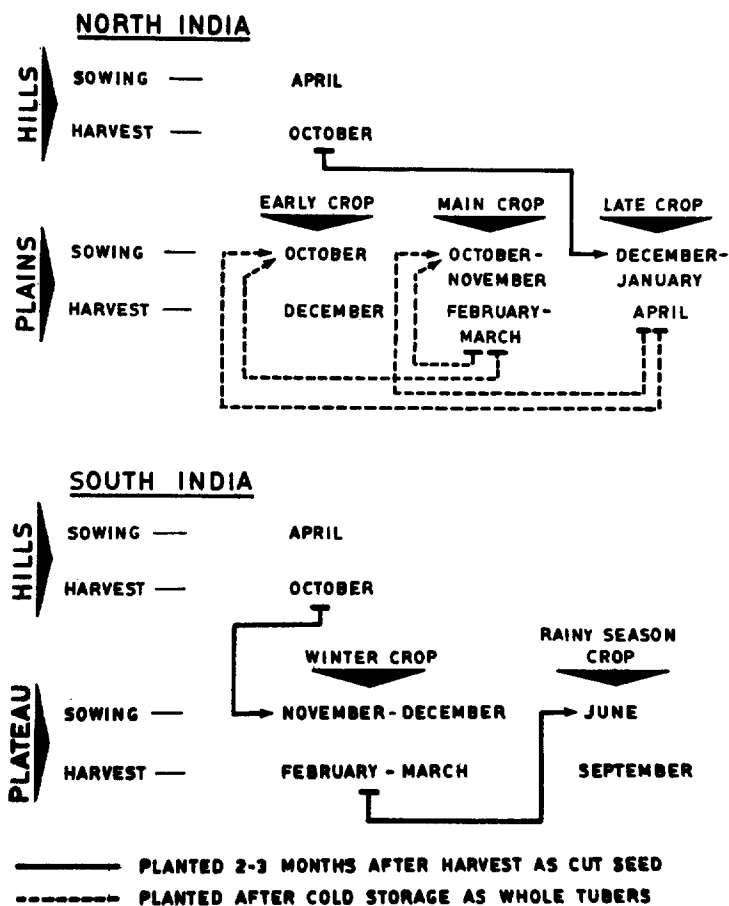 NORTH INDIA
HILLS
SOWING — APRIL
HARVEST — OCTOBER
EARLY CROP MAIN CROP LATE CROP
PLAINS
SOWING — OCTOBER OCTOBER- DECEMBER-
NOVEMBER JANUARY
HARVEST — DECEMBER FEBRUARY- APRIL
MARCH
SOUTH INDIA
HILLS
SOWING — APRIL
HARVEST — OCTOBER
RAINY SEASON
WINTER CROP CROP
PLATEAU
SOWING — NOVEMBER-DECEMBER JUNE
HARVEST — FEBRUARY-MARCH SEPTEMBER
PLANTED 2-3 MONTHS AFTER HARVEST AS CUT SEED
PLANTED AFTER COLD STORAGE AS WHOLE TUBERS